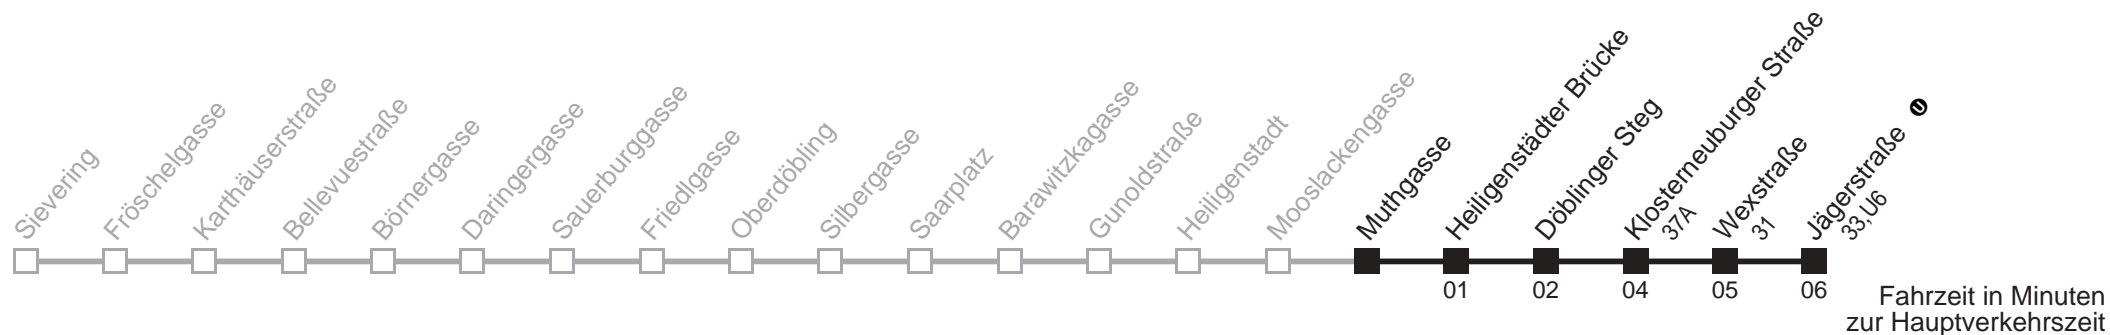 Sievering
Fröschelgasse
Karthäuserstraße
Bellevuestraße
Börnergasse
Daringergasse
Sauerburggasse
Friedlgasse
Oberdöbling
Silbergasse
Saarplatz
Barawitzkagasse
Gunoldstraße
Heiligenstadt
Mooslackengasse
Muthgasse
Heiligenstädter Brücke
Döblinger Steg
Klosterneuburger Straße
37A
Wexstraße
31
Jägerstraße U
33,U6
01
02
04
05
06
Fahrzeit in Minuten
zur Hauptverkehrszeit